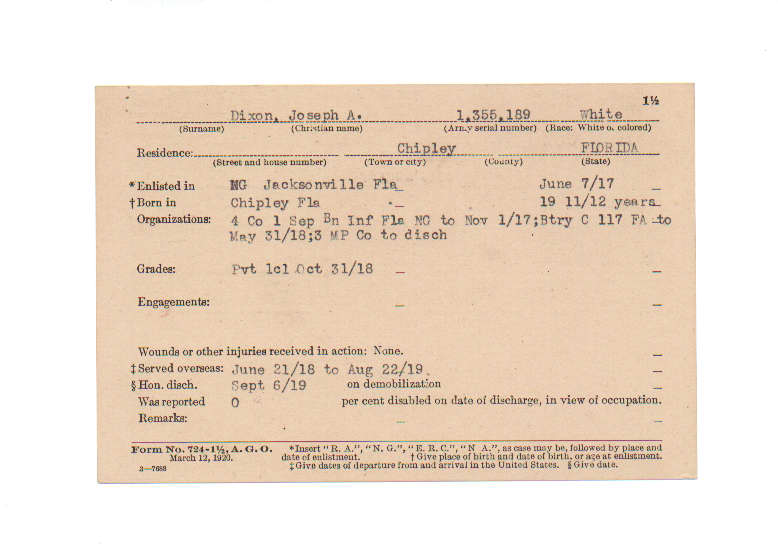 1½
Dixon, Joseph A. 1,355,189 White
(Surname) (Christian name) (Army serial number) (Race: White or colored)
Residence: Chipley FLORIDA
(Street and house number) (Town or city) (County) (State)
*Enlisted in NG Jacksonville Fla June 7/17
†Born in Chipley Fla 19 11/12 years
Organizations: 4 Co 1 Sep Bn Inf Fla NG to Nov 1/17;Btry C 117 FA to
May 31/18;3 MP Co to disch
Grades: Pvt 1cl Oct 31/18
Engagements:
Wounds or other injuries received in action: None.
‡Served overseas: June 21/18 to Aug 22/19.
§Hon. disch. Sept 6/19 on demobilization
Was reported 0 per cent disabled on date of discharge, in view of occupation.
Remarks:
Form No. 724-1½, A. G. O. *Insert "R. A.", "N. G.", "E. R. C.", "N A.", as case may be, followed by place and
March 12, 1920. date of enlistment. †Give place of birth and date of birth, or age at enlistment.
3—7688 ‡Give dates of departure from and arrival in the United States. §Give date.